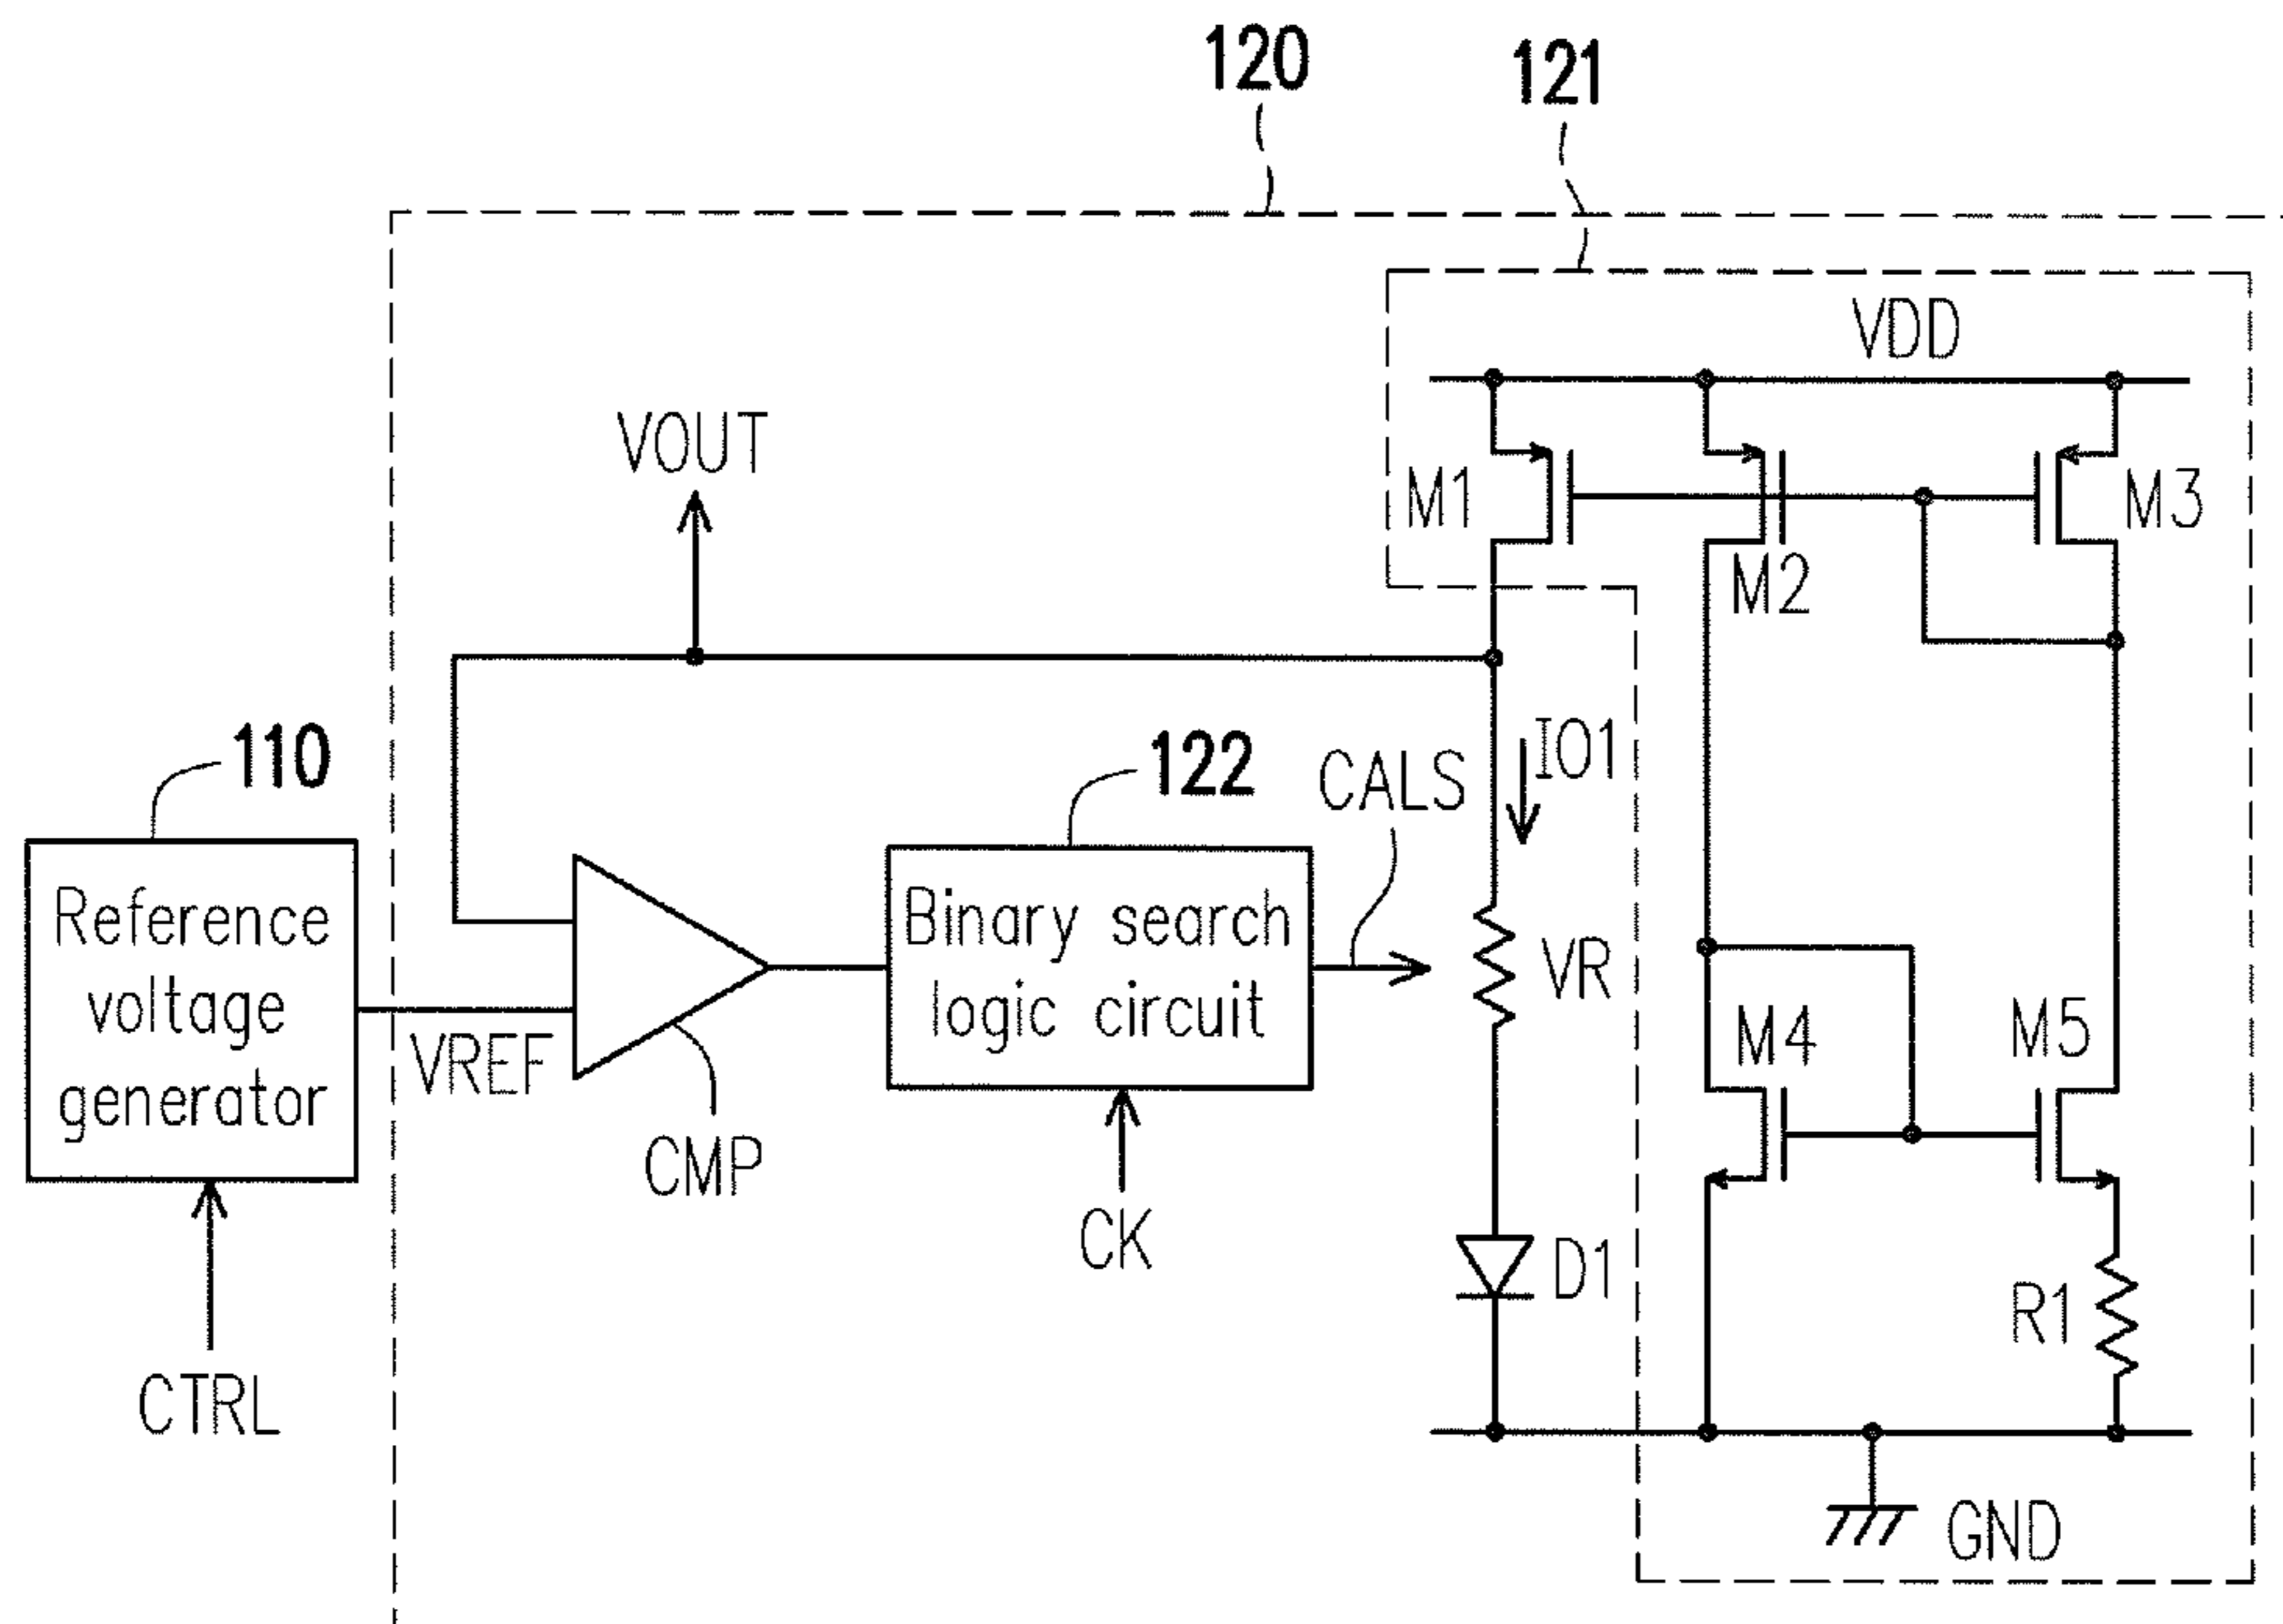 120
121
VDD
VOUT
M1
M3
M2
110
122
CALS
IO1
Reference
voltage
generator
VREF
CMP
Binary search
logic circuit
CK
VR
M4
M5
D1
R1
CTRL
GND